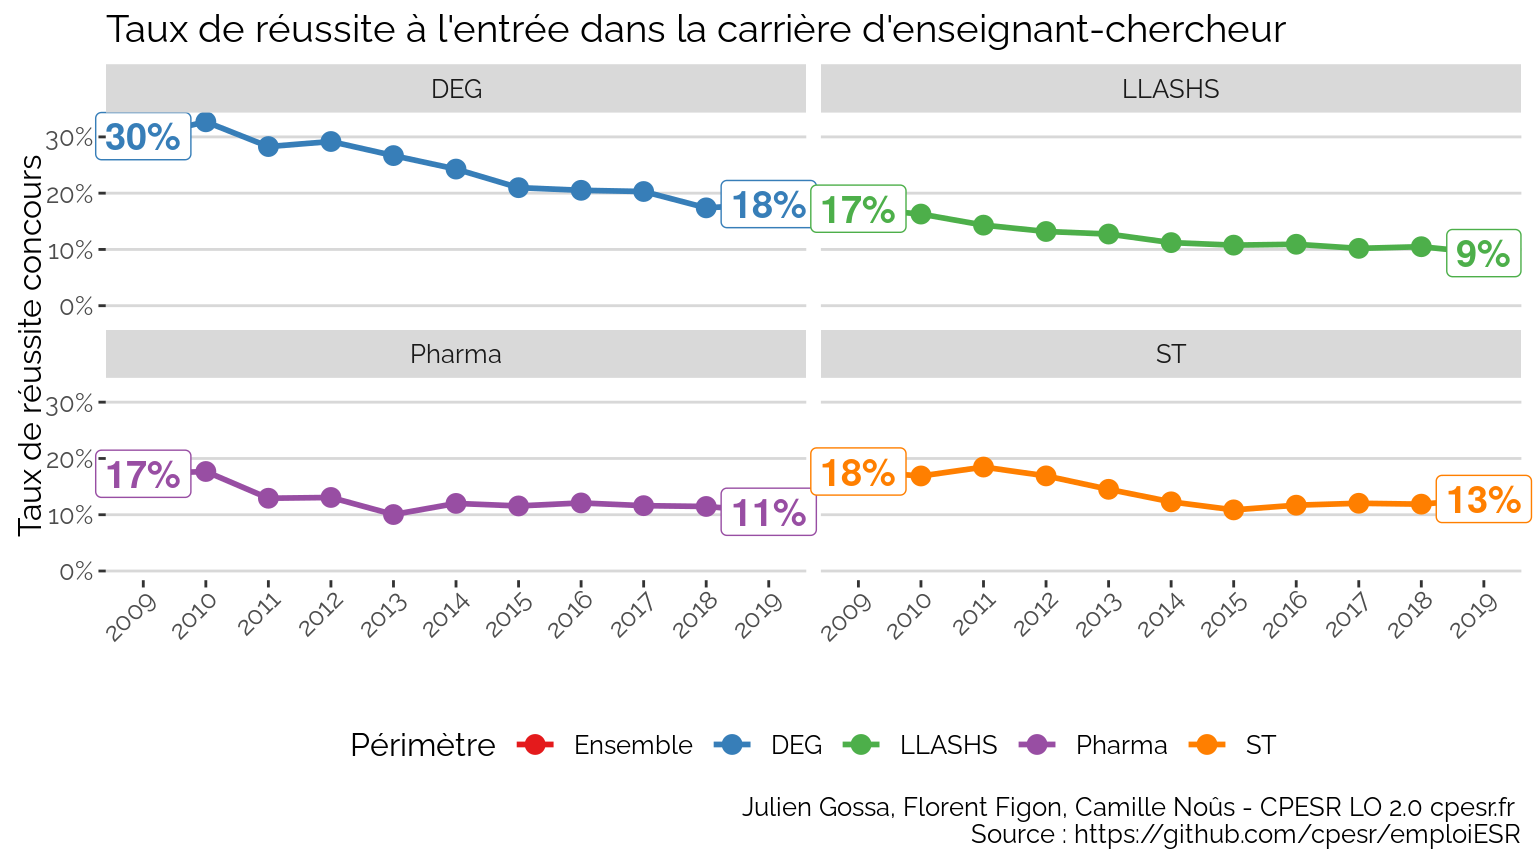 Taux de réussite à l'entrée dans la carrière d'enseignant-chercheur
DEG
LLASHS
Taux de réussite concours
30%
20%
10%
0%
30%
18%
17%
9%
Pharma
ST
30%
20%
10%
0%
17%
11%
18%
13%
2009 2010 2011 2012 2013 2014 2015 2016 2017 2018 2019
2009 2010 2011 2012 2013 2014 2015 2016 2017 2018 2019
Périmètre Ensemble DEG LLASHS Pharma ST
Julien Gossa, Florent Figon, Camille Noûs - CPESR LO 2.0 cpesr.fr
Source : https://github.com/cpesr/emploiESR